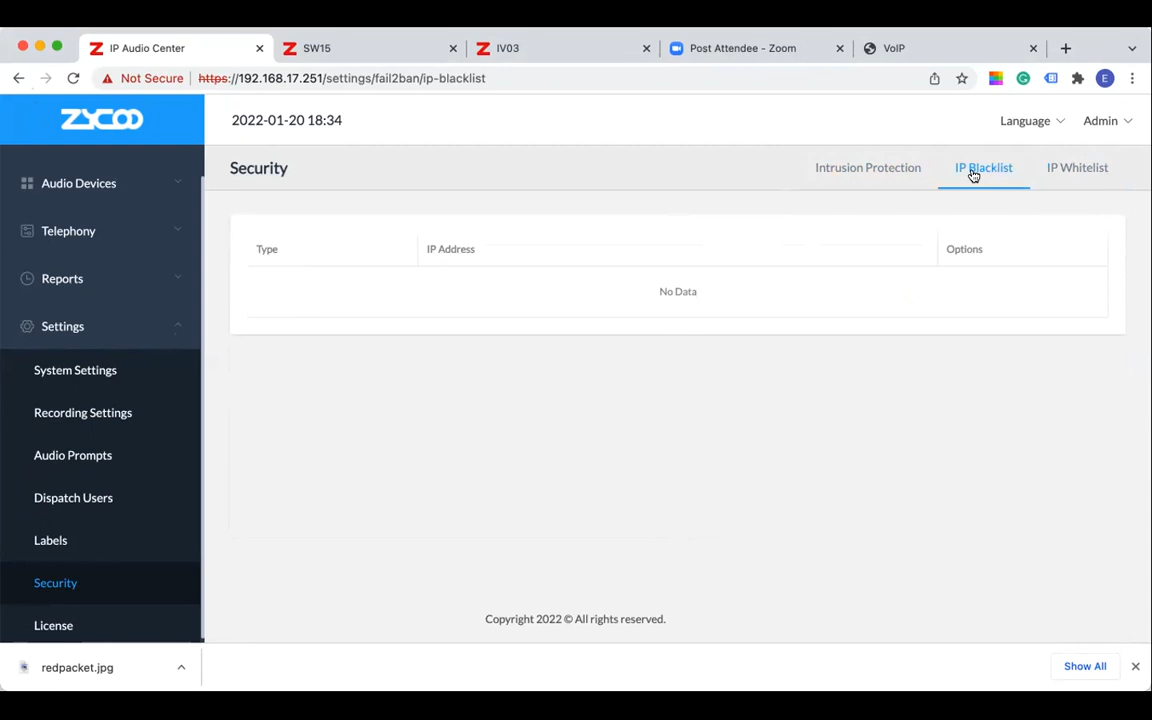 IP Audio Center
SW15
IV03
Post Attendee - Zoom
VoIP
Not Secure
https://192.168.17.251/settings/fail2ban/ip-blacklist
E
ZYCOO
2022-01-20 18:34
Language
Admin
Audio Devices
Telephony
Reports
Settings
System Settings
Recording Settings
Audio Prompts
Dispatch Users
Labels
Security
License
Security
Intrusion Protection
IP Blacklist
IP Whitelist
Type
IP Address
Options
No Data
Copyright 2022 © All rights reserved.
redpacket.jpg
Show All